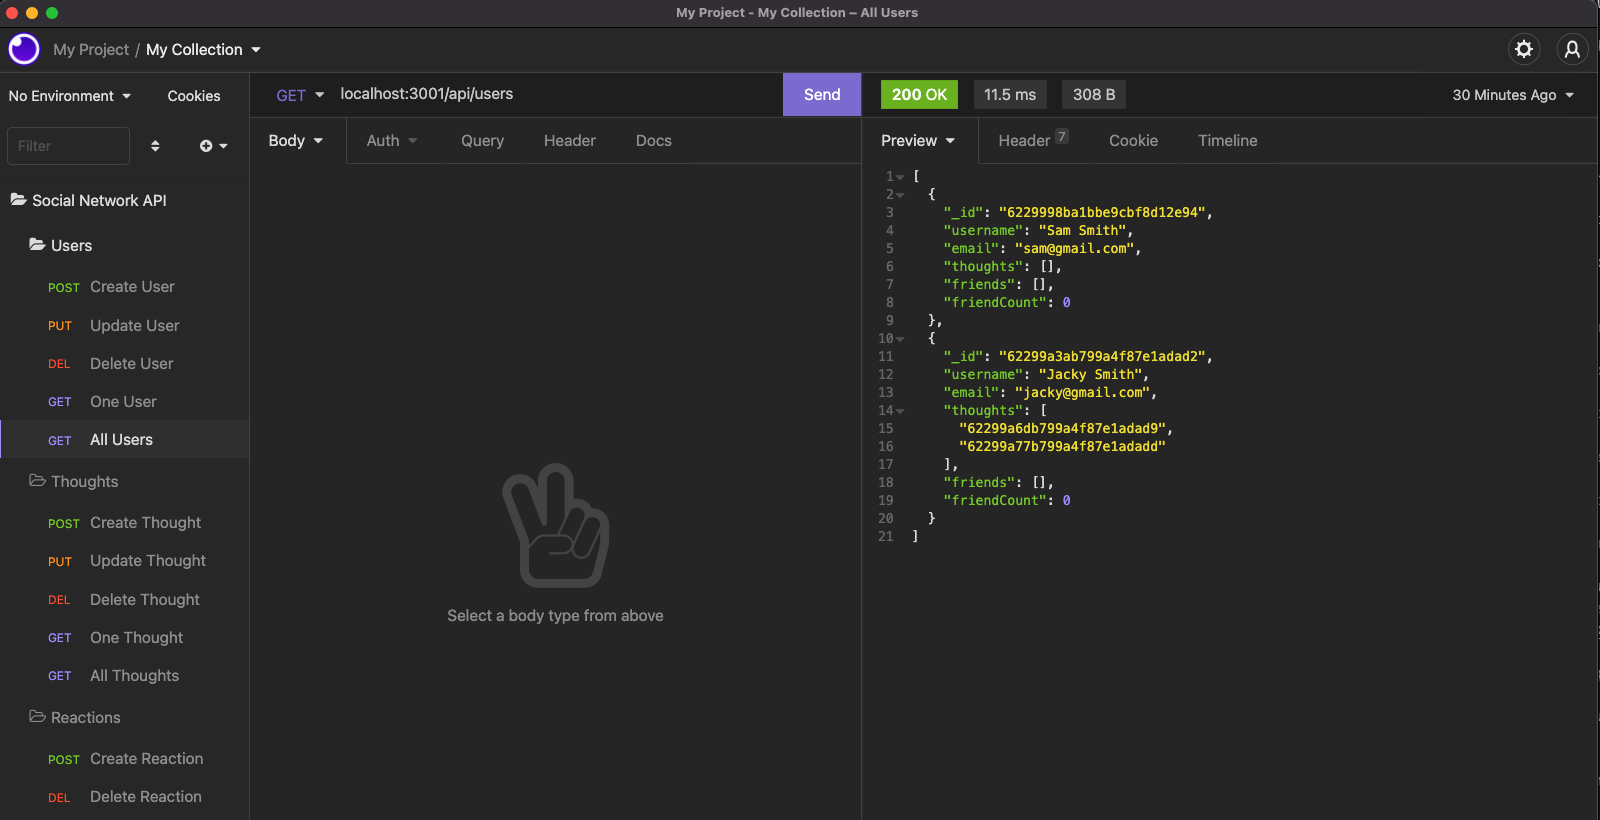 My Project - My Collection – All Users
My Project / My Collection
No Environment
Cookies
Filter
Social Network API
Users
POST Create User
PUT Update User
DEL Delete User
GET One User
GET All Users
Thoughts
POST Create Thought
PUT Update Thought
DEL Delete Thought
GET One Thought
GET All Thoughts
Reactions
POST Create Reaction
DEL Delete Reaction
GET localhost:3001/api/users Send
Body Auth Query Header Docs
Select a body type from above
200 OK 11.5 ms 308 B 30 Minutes Ago
Preview Header 7 Cookie Timeline
1 [
2 {
3 "_id": "6229998ba1bbe9cbf8d12e94",
4 "username": "Sam Smith",
5 "email": "sam@gmail.com",
6 "thoughts": [],
7 "friends": [],
8 "friendCount": 0
9 },
10 {
11 "_id": "62299a3ab799a4f87e1adad2",
12 "username": "Jacky Smith",
13 "email": "jacky@gmail.com",
14 "thoughts": [
15 "62299a6db799a4f87e1adad9",
16 "62299a77b799a4f87e1adadd"
17 ],
18 "friends": [],
19 "friendCount": 0
20 }
21 ]